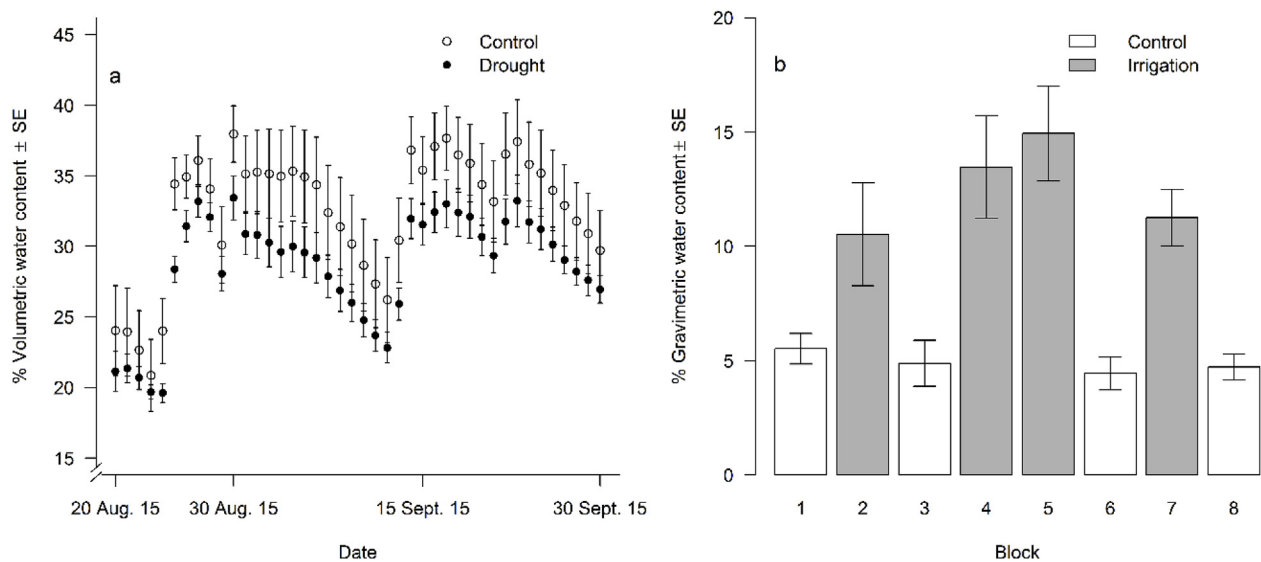 % Volumetric water content ± SE
45
40
35
30
25
20
15
a
Control
Drought
20 Aug. 15 30 Aug. 15 15 Sept. 15 30 Sept. 15
Date
% Gravimetric water content± SE
20
15
10
5
0
b
Control
Irrigation
1 2 3 4 5 6 7 8
Block